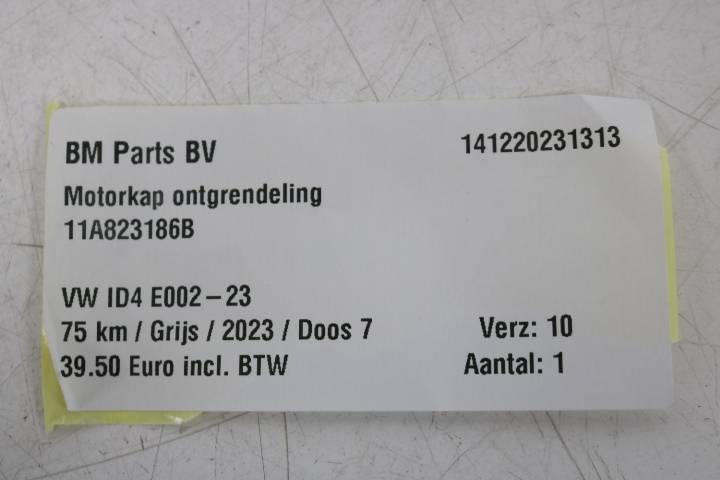 BM Parts BV 141220231313
Motorkap ontgrendeling
11A823186B
VW ID4 E002-23
75 km / Grijs / 2023 / Doos 7 Verz: 10
39.50 Euro incl. BTW Aantal: 1